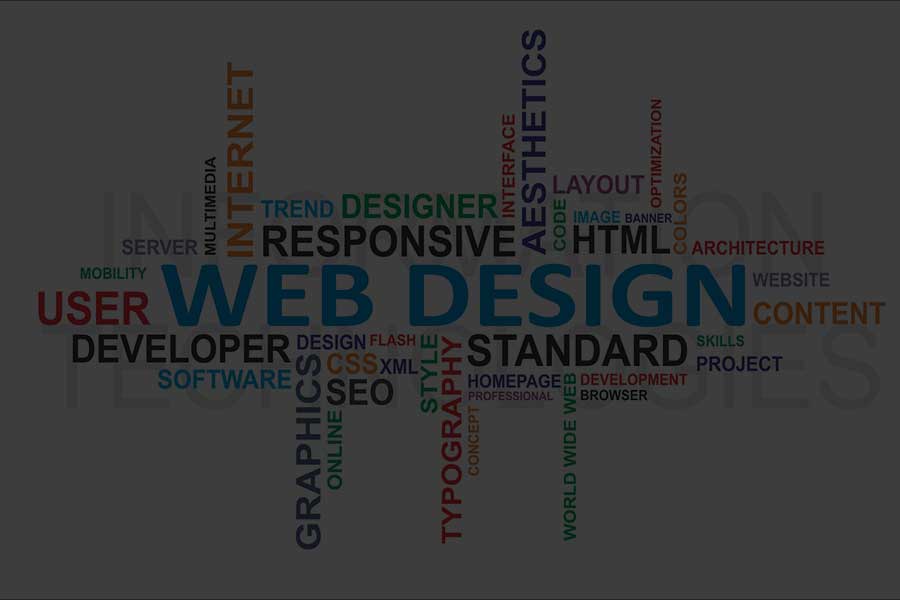 AESTHETICS
INTERNET
OPTIMIZATION
INTERFACE
MULTIMEDIA
LAYOUT
COLORS
TREND DESIGNER
CODE
IMAGE BANNER
SERVER
RESPONSIVE
HTML
ARCHITECTURE
MOBILITY
WEB DESIGN
WEBSITE
USER
CONTENT
DEVELOPER
DESIGN FLASH
STYLE
STANDARD
SKILLS
CSS XML
PROJECT
SOFTWARE
SEO
HOMEPAGE
DEVELOPMENT
PROFESSIONAL
BROWSER
GRAPHICS
ONLINE
TYPOGRAPHY
CONCEPT
WORLD WIDE WEB
TECHNOLOGIES